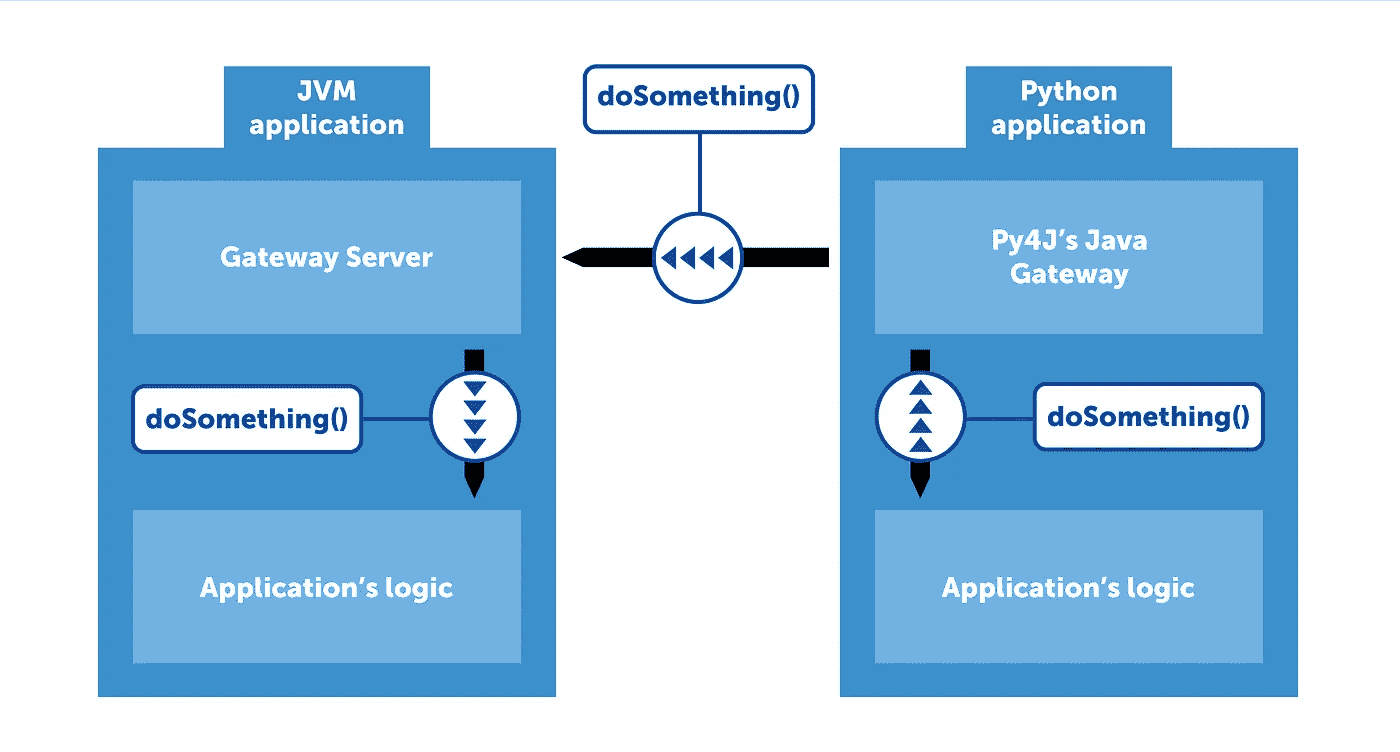 JVM
application
doSomething()
Python
application
Gateway Server
Py4J’s Java
Gateway
doSomething()
doSomething()
Application’s logic
Application’s logic